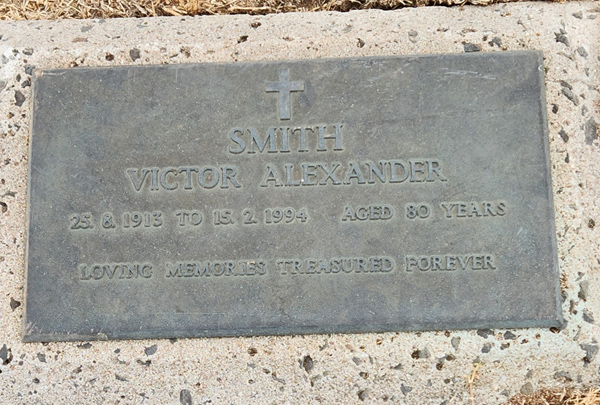 SMITH
VICTOR ALEXANDER
25. 8. 1913 TO 15. 2. 1994 AGED 80 YEARS
LOVING MEMORIES TREASURED FOREVER